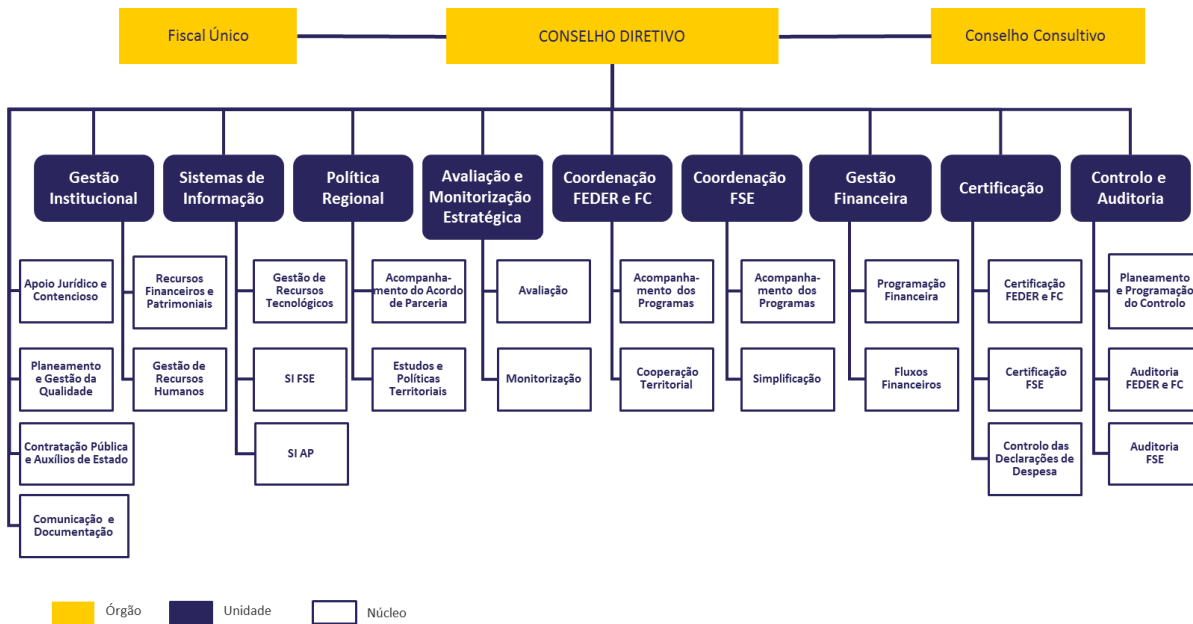 Fiscal Único
CONSELHO DIRETIVO
Conselho Consultivo
Gestão
Institucional
Sistemas de
Informação
Política
Regional
Avaliação e
Monitorização
Estratégica
Coordenação
FEDER e FC
Coordenação
FSE
Gestão
Financeira
Certificação
Controlo e
Auditoria
Apoio Jurídico e
Contencioso
Recursos
Financeiros e
Patrimoniais
Gestão de
Recursos
Tecnológicos
Acompanha-
mento do Acordo
de Parceria
Avaliação
Acompanha-
mento dos
Programas
Acompanha-
mento dos
Programas
Programação
Financeira
Certificação
FEDER e FC
Planeamento
e Programação
do Controlo
Planeamento
e Gestão da
Qualidade
Gestão de
Recursos
Humanos
SI FSE
Estudos e
Políticas
Territoriais
Monitorização
Cooperação
Territorial
Simplificação
Fluxos
Financeiros
Certificação
FSE
Auditoria
FEDER e FC
Contratação Pública
e Auxílios de Estado
SI AP
Controlo das
Declarações de
Despesa
Auditoria
FSE
Comunicação e
Documentação
Órgão
Unidade
Núcleo